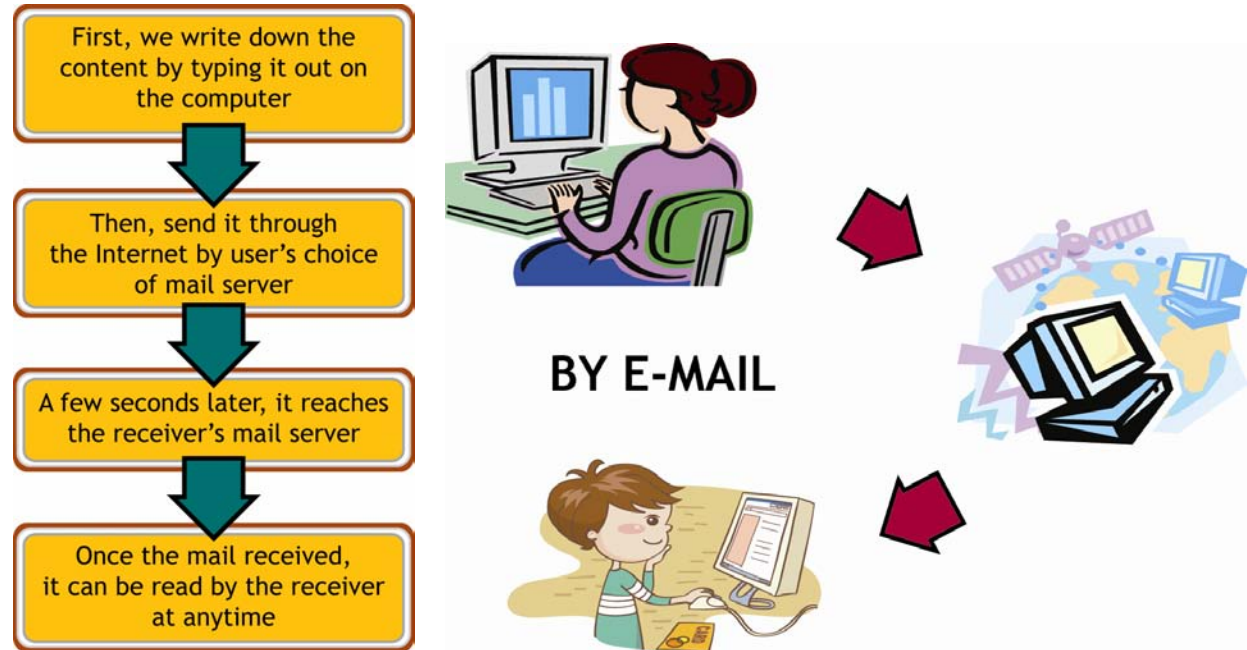 First, we write down the
content by typing it out on
the computer
Then, send it through
the Internet by user's choice
of mail server
A few seconds later, it reaches
the receiver's mail server
Once the mail received,
it can be read by the receiver
at anytime
BY E-MAIL
CARD